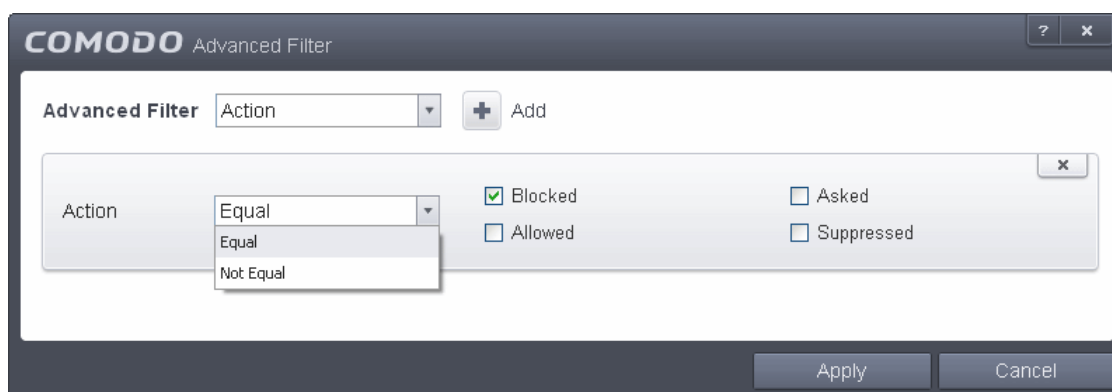 COMODO Advanced Filter ? x
Advanced Filter Action + Add
x
Action Equal Blocked Asked
Allowed Suppressed
Equal
Not Equal
Apply Cancel